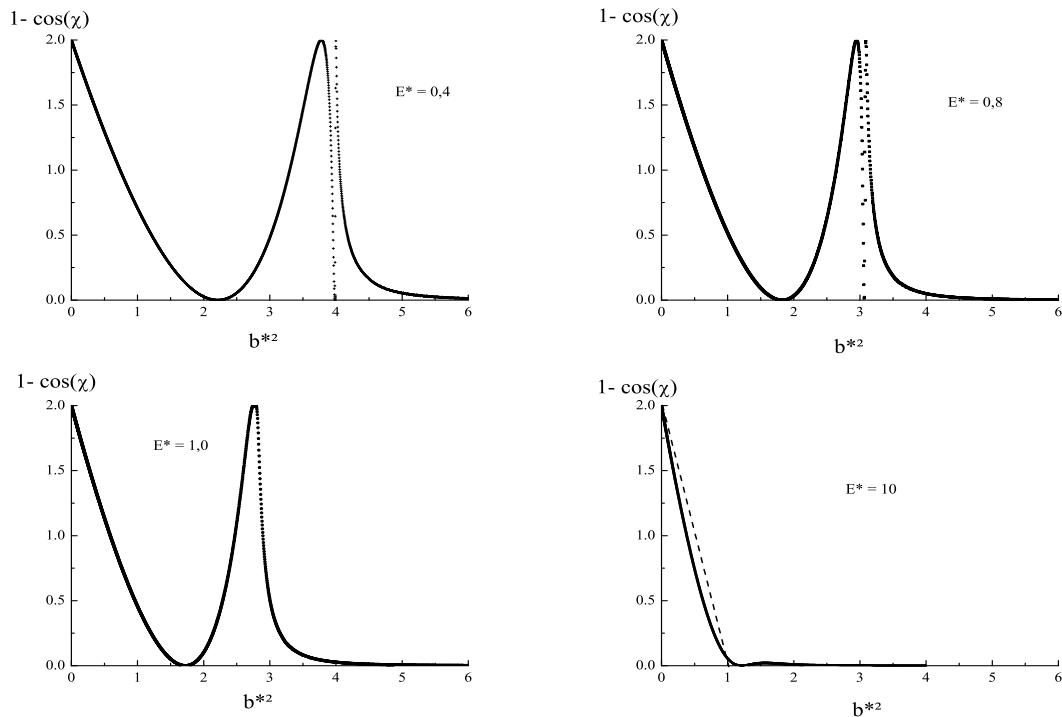 1- cos(χ)
2.0
1.5
1.0
0.5
0.0
0 1 2 3 4 5 6
E* = 0,4
b*²
1- cos(χ)
2.0
1.5
1.0
0.5
0.0
0 1 2 3 4 5 6
E* = 0,8
b*²
1- cos(χ)
2.0
1.5
1.0
0.5
0.0
0 1 2 3 4 5 6
E* = 1,0
b*²
1- cos(χ)
2.0
1.5
1.0
0.5
0.0
0 1 2 3 4 5 6
E* = 10
b*²